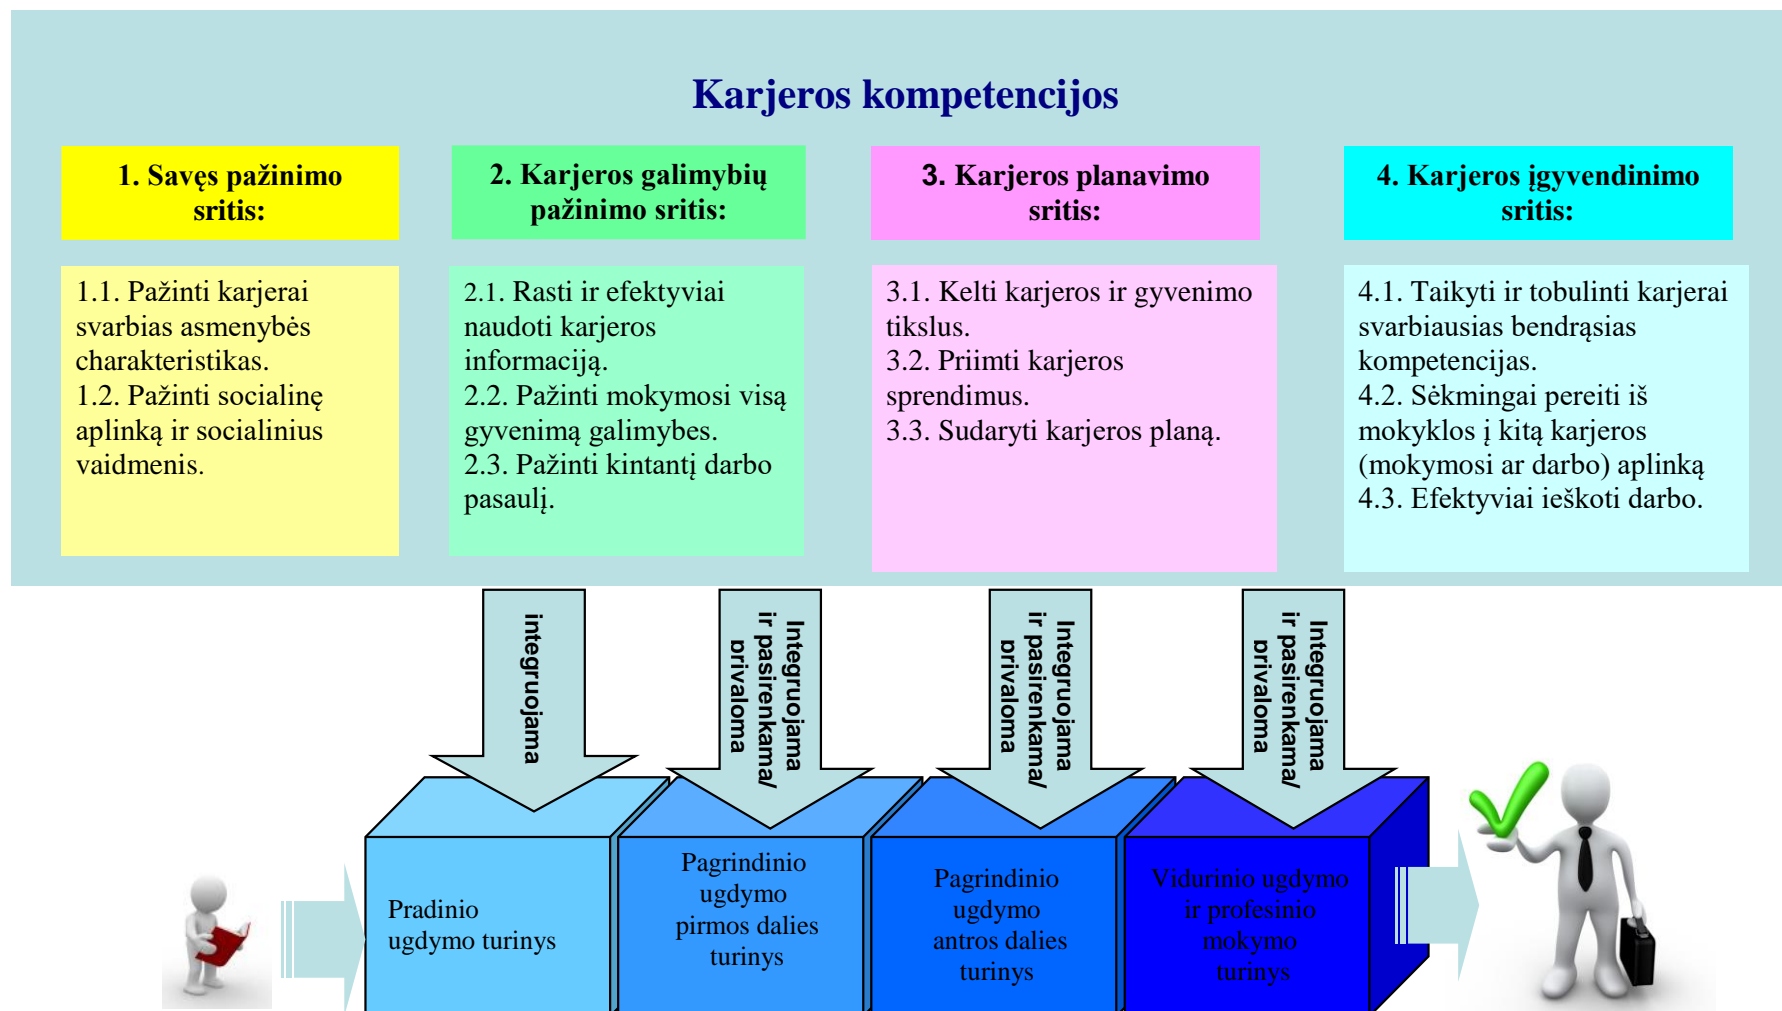 Karjeros kompetencijos
1. Savęs pažinimo
sritis:
2. Karjeros galimybių
pažinimo sritis:
3. Karjeros planavimo
sritis:
4. Karjeros įgyvendinimo
sritis:
1.1. Pažinti karjerai
svarbias asmenybės
charakteristikas.
1.2. Pažinti socialinę
aplinką ir socialinius
vaidmenis.
2.1. Rasti ir efektyviai
naudoti karjeros
informaciją.
2.2. Pažinti mokymosi visą
gyvenimą galimybes.
2.3. Pažinti kintantį darbo
pasaulį.
3.1. Kelti karjeros ir gyvenimo
tikslus.
3.2. Priimti karjeros
sprendimus.
3.3. Sudaryti karjeros planą.
4.1. Taikyti ir tobulinti karjerai
svarbiausias bendrąsias
kompetencijas.
4.2. Sėkmingai pereiti iš
mokyklos į kitą karjeros
(mokymosi ar darbo) aplinką
4.3. Efektyviai ieškoti darbo.
integruojama
Integruojama
ir pasirenkama/
privaloma
Integruojama
ir pasirenkama/
privaloma
Integruojama
ir pasirenkama/
privaloma
Pradinio
ugdymo turinys
Pagrindinio
ugdymo
pirmos dalies
turinys
Pagrindinio
ugdymo
antros dalies
turinys
Vidurinio ugdymo
ir profesinio
mokymo
turinys